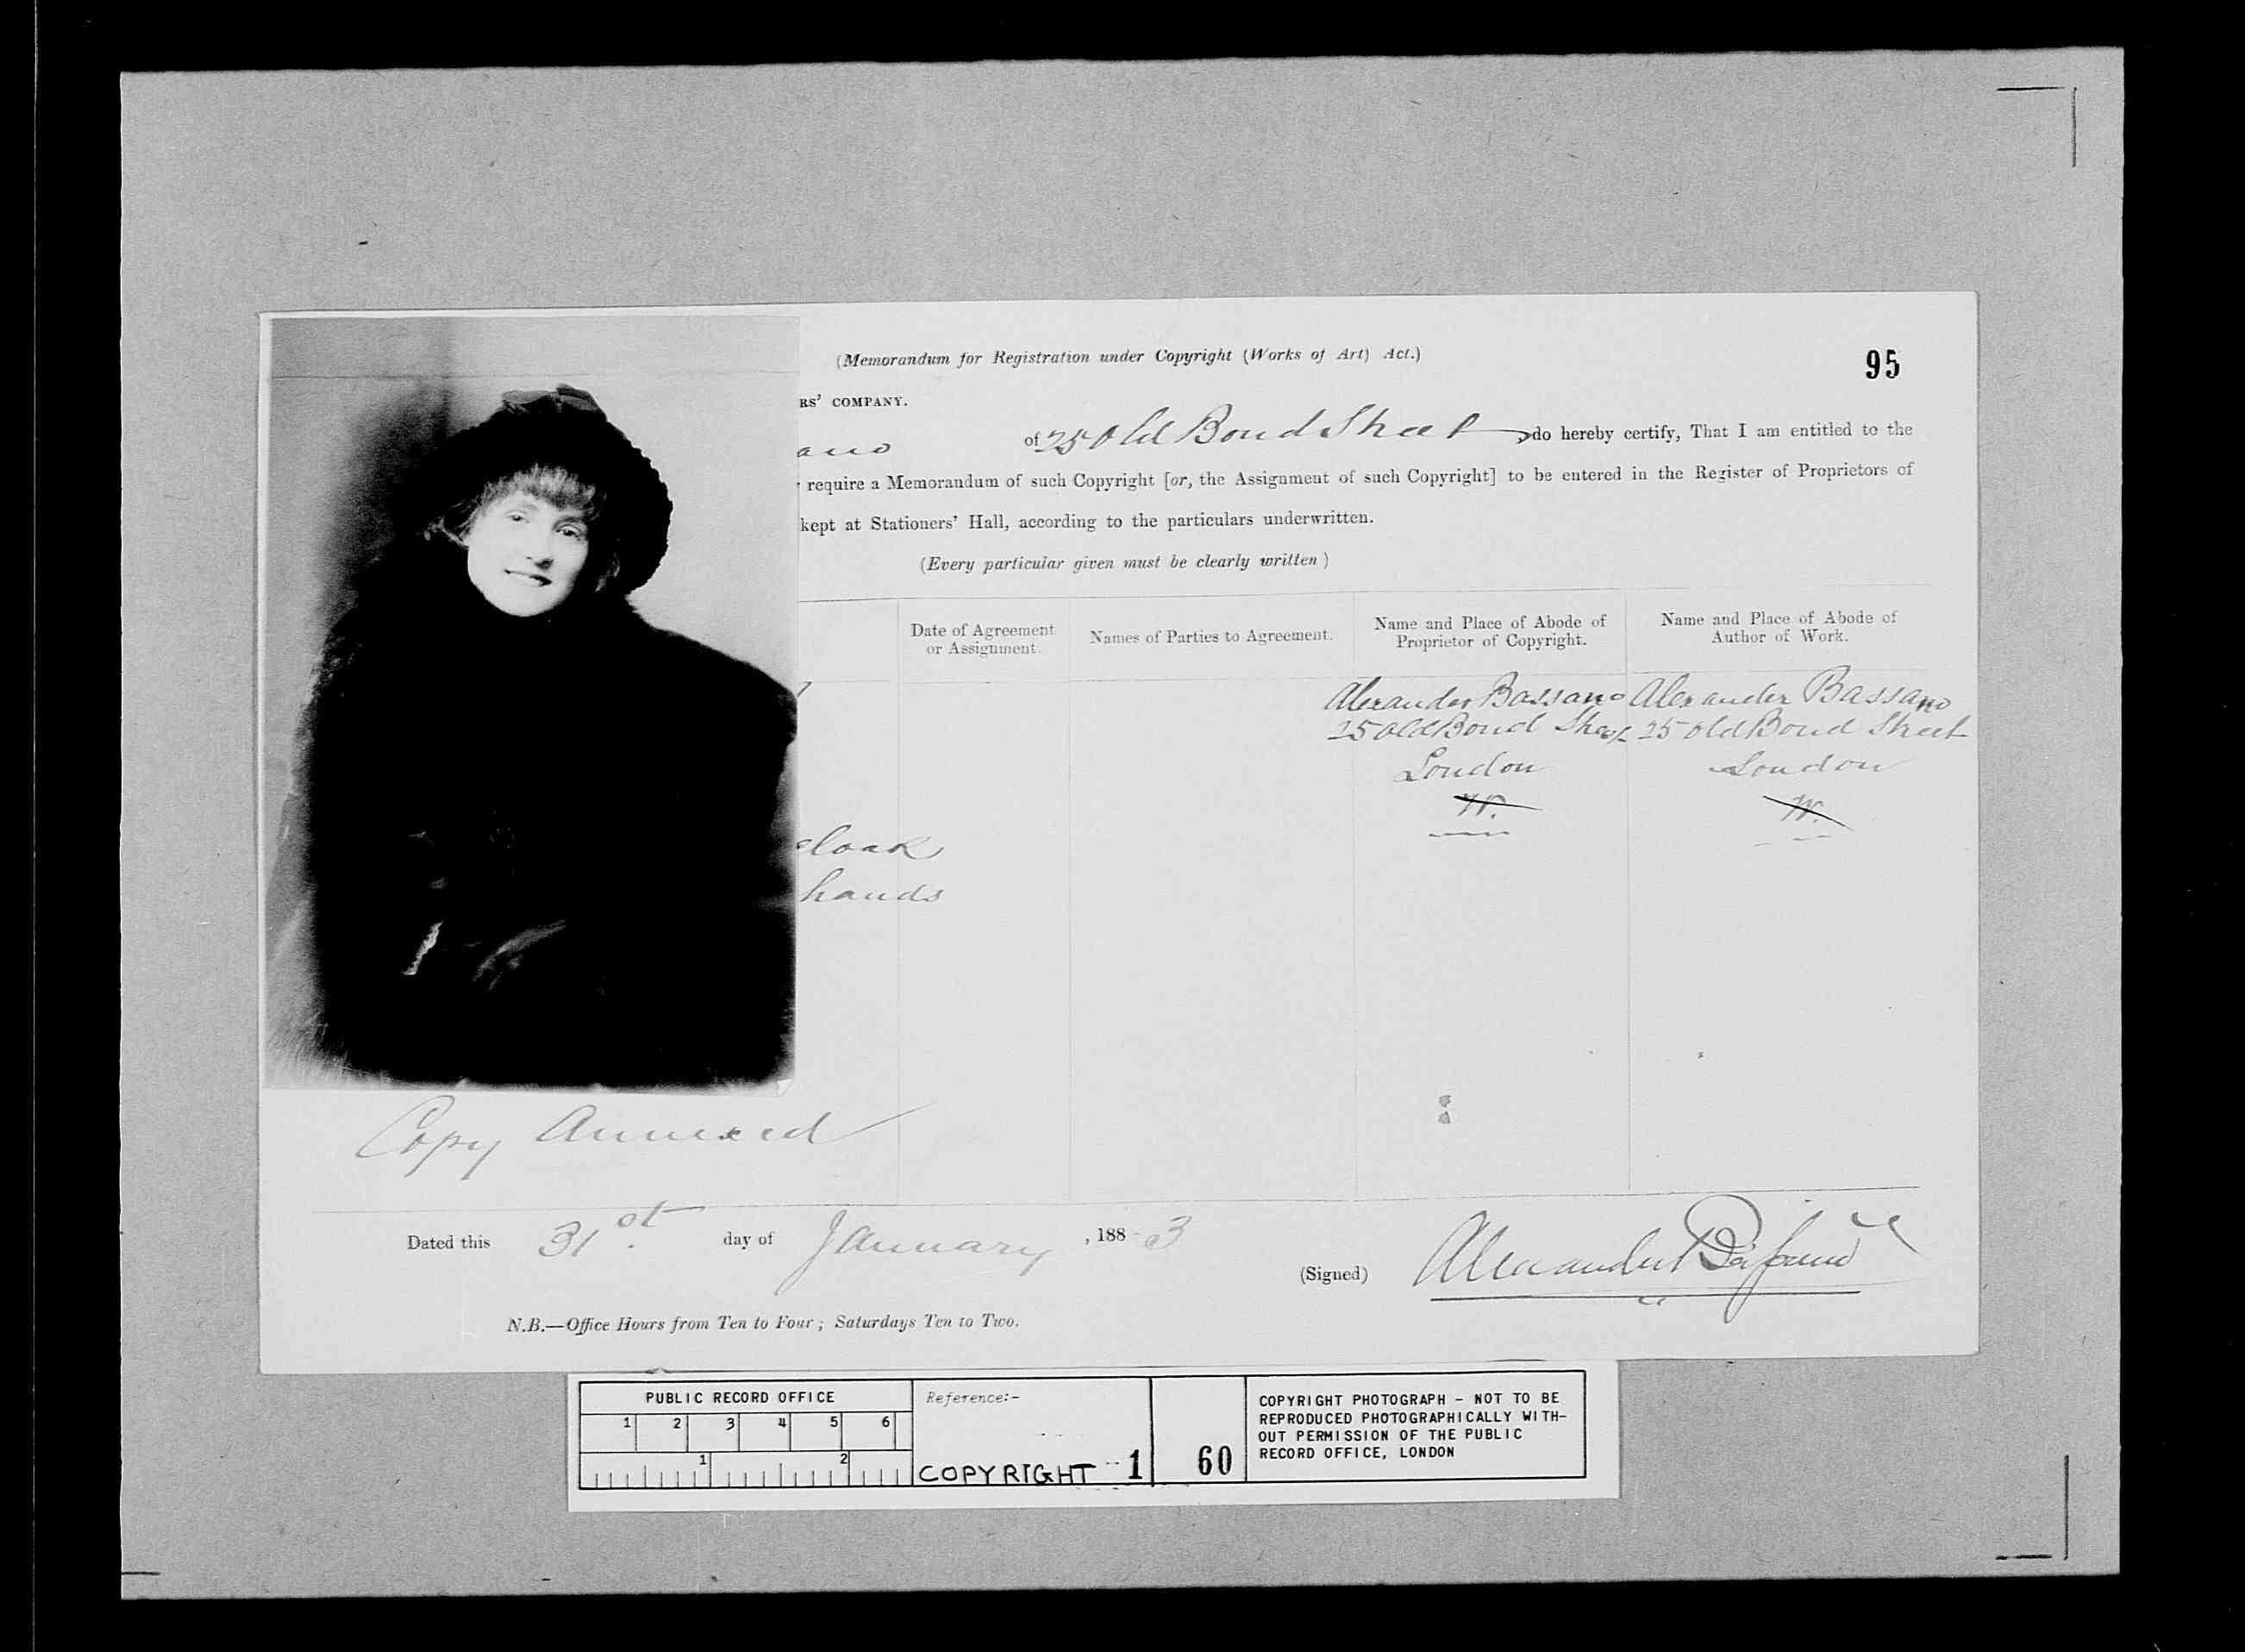 (Memorandum for Registration under Copyright (Works of Art) Act.)
95
RS' COMPANY.
ano of 25 Old Bond Street do hereby certify, That I am entitled to the
require a Memorandum of such Copyright [or, the Assignment of such Copyright] to be entered in the Register of Proprietors of
kept at Stationers' Hall, according to the particulars underwritten.
(Every particular given must be clearly written)
Date of Agreement
or Assignment.
Names of Parties to Agreement.
Name and Place of Abode of
Proprietor of Copyright.
Name and Place of Abode of
Author of Work.
Alexander Bassano
25 Old Bond Street
London
W.
Alexander Bassano
25 Old Bond Street
London
W.
cloak
hands
Copy Annexed
Dated this 31st day of January, 1883
(Signed) Alexander Bassano
N.B.—Office Hours from Ten to Four; Saturdays Ten to Two.
PUBLIC RECORD OFFICE
1 2 3 4 5 6
1 2
Reference:-
COPYRIGHT 1
60
COPYRIGHT PHOTOGRAPH - NOT TO BE
REPRODUCED PHOTOGRAPHICALLY WITH-
OUT PERMISSION OF THE PUBLIC
RECORD OFFICE, LONDON